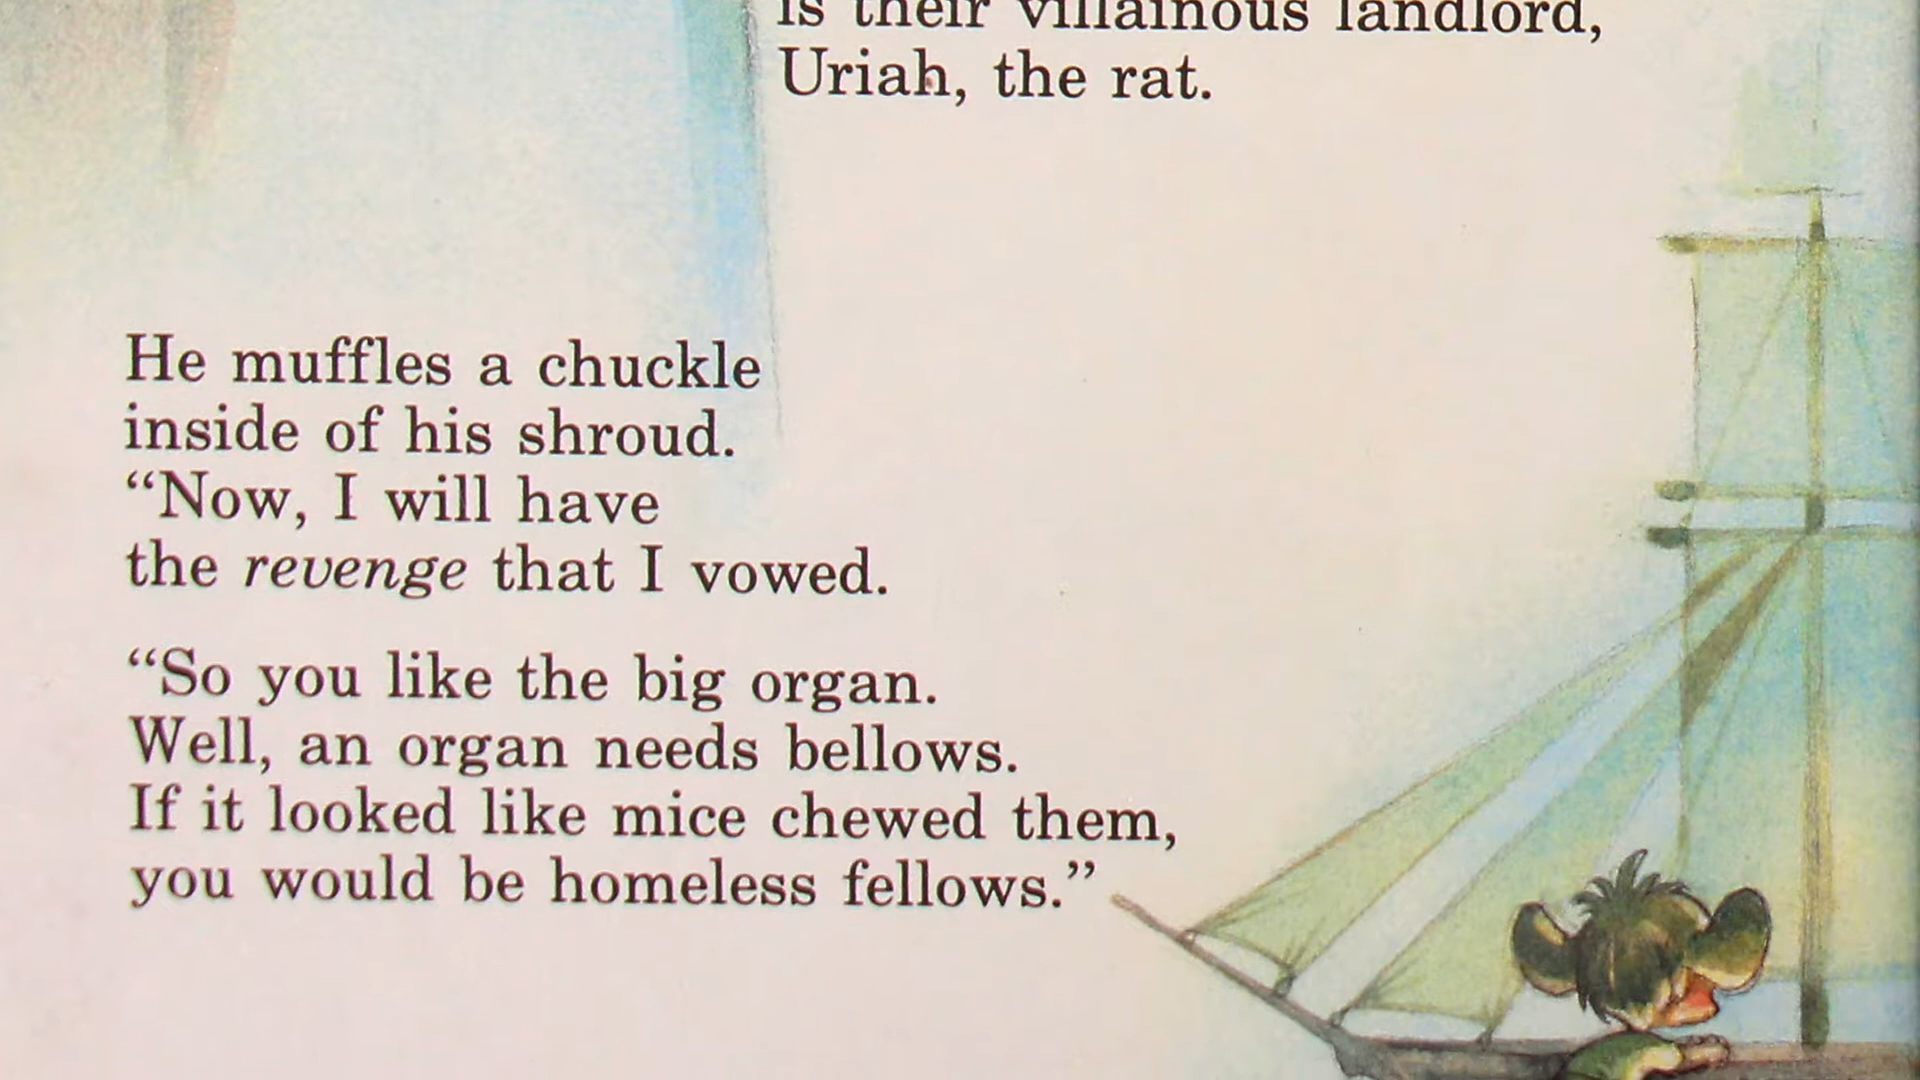 is their villainous landlord,
Uriah, the rat.
He muffles a chuckle
inside of his shroud.
“Now, I will have
the revenge that I vowed.
“So you like the big organ.
Well, an organ needs bellows.
If it looked like mice chewed them,
you would be homeless fellows.”